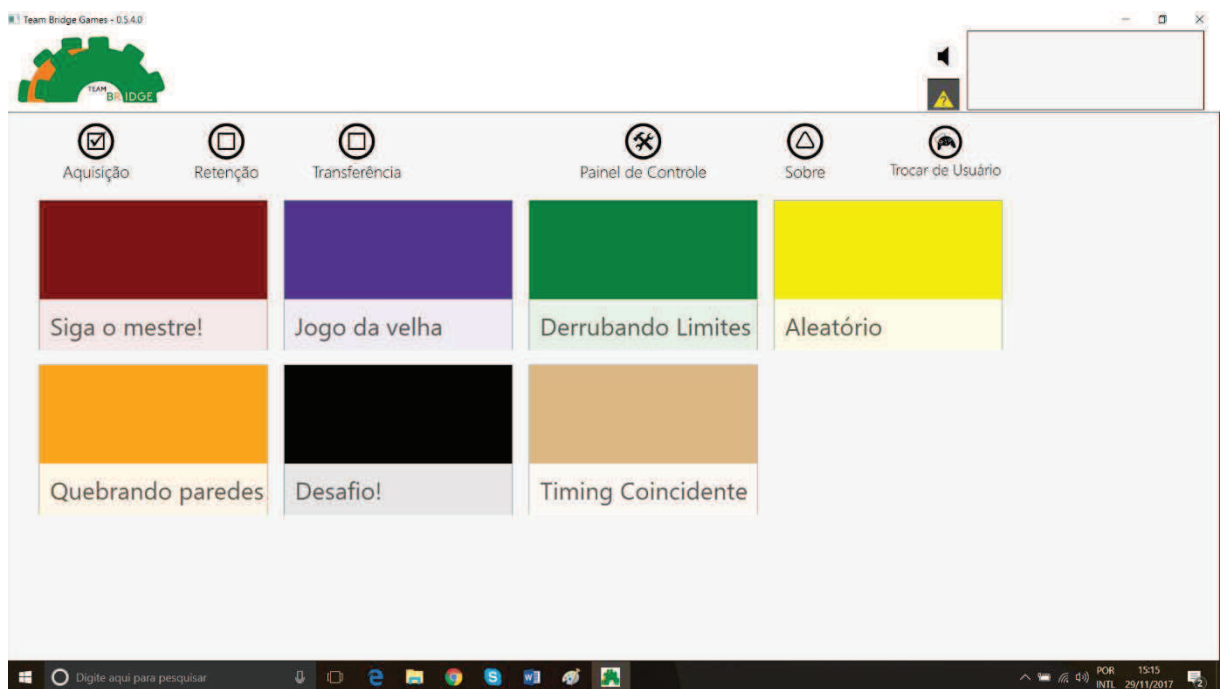 Team Bridge Games - 0.5.4.0
TEAM
BRIDGE
?
Aquisição Retenção Transferência Painel de Controle Sobre Trocar de Usuário
Siga o mestre! Jogo da velha Derrubando Limites Aleatório
Quebrando paredes Desafio! Timing Coincidente
Digite aqui para pesquisar
POR 15:15
INTL 29/11/2017
2